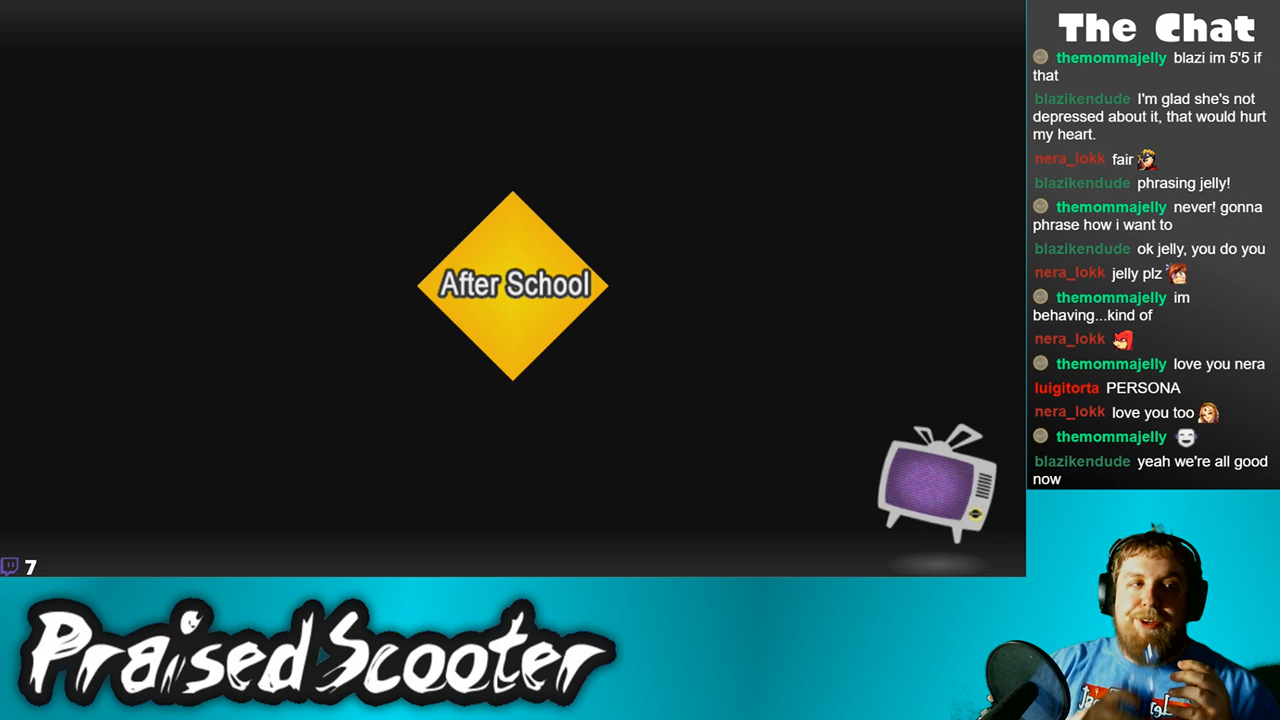 The Chat
themommajelly blazi im 5'5 if
that
blazikendude I'm glad she's not
depressed about it, that would hurt
my heart.
nera_lokk fair
blazikendude phrasing jelly!
themommajelly never! gonna
phrase how i want to
blazikendude ok jelly, you do you
nera_lokk jelly plz
themommajelly im
behaving...kind of
nera_lokk
themommajelly love you nera
luigitorta PERSONA
nera_lokk love you too
themommajelly
blazikendude yeah we're all good
now
After School
7
PraisedScooter